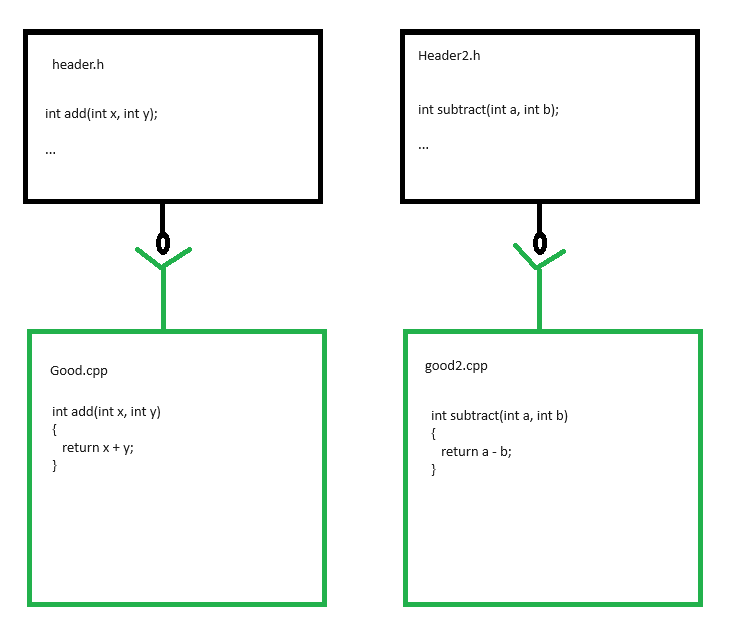 header.h
int add(int x, int y);
...
Header2.h
int subtract(int a, int b);
...
Good.cpp
int add(int x, int y)
{
return x + y;
}
good2.cpp
int subtract(int a, int b)
{
return a - b;
}